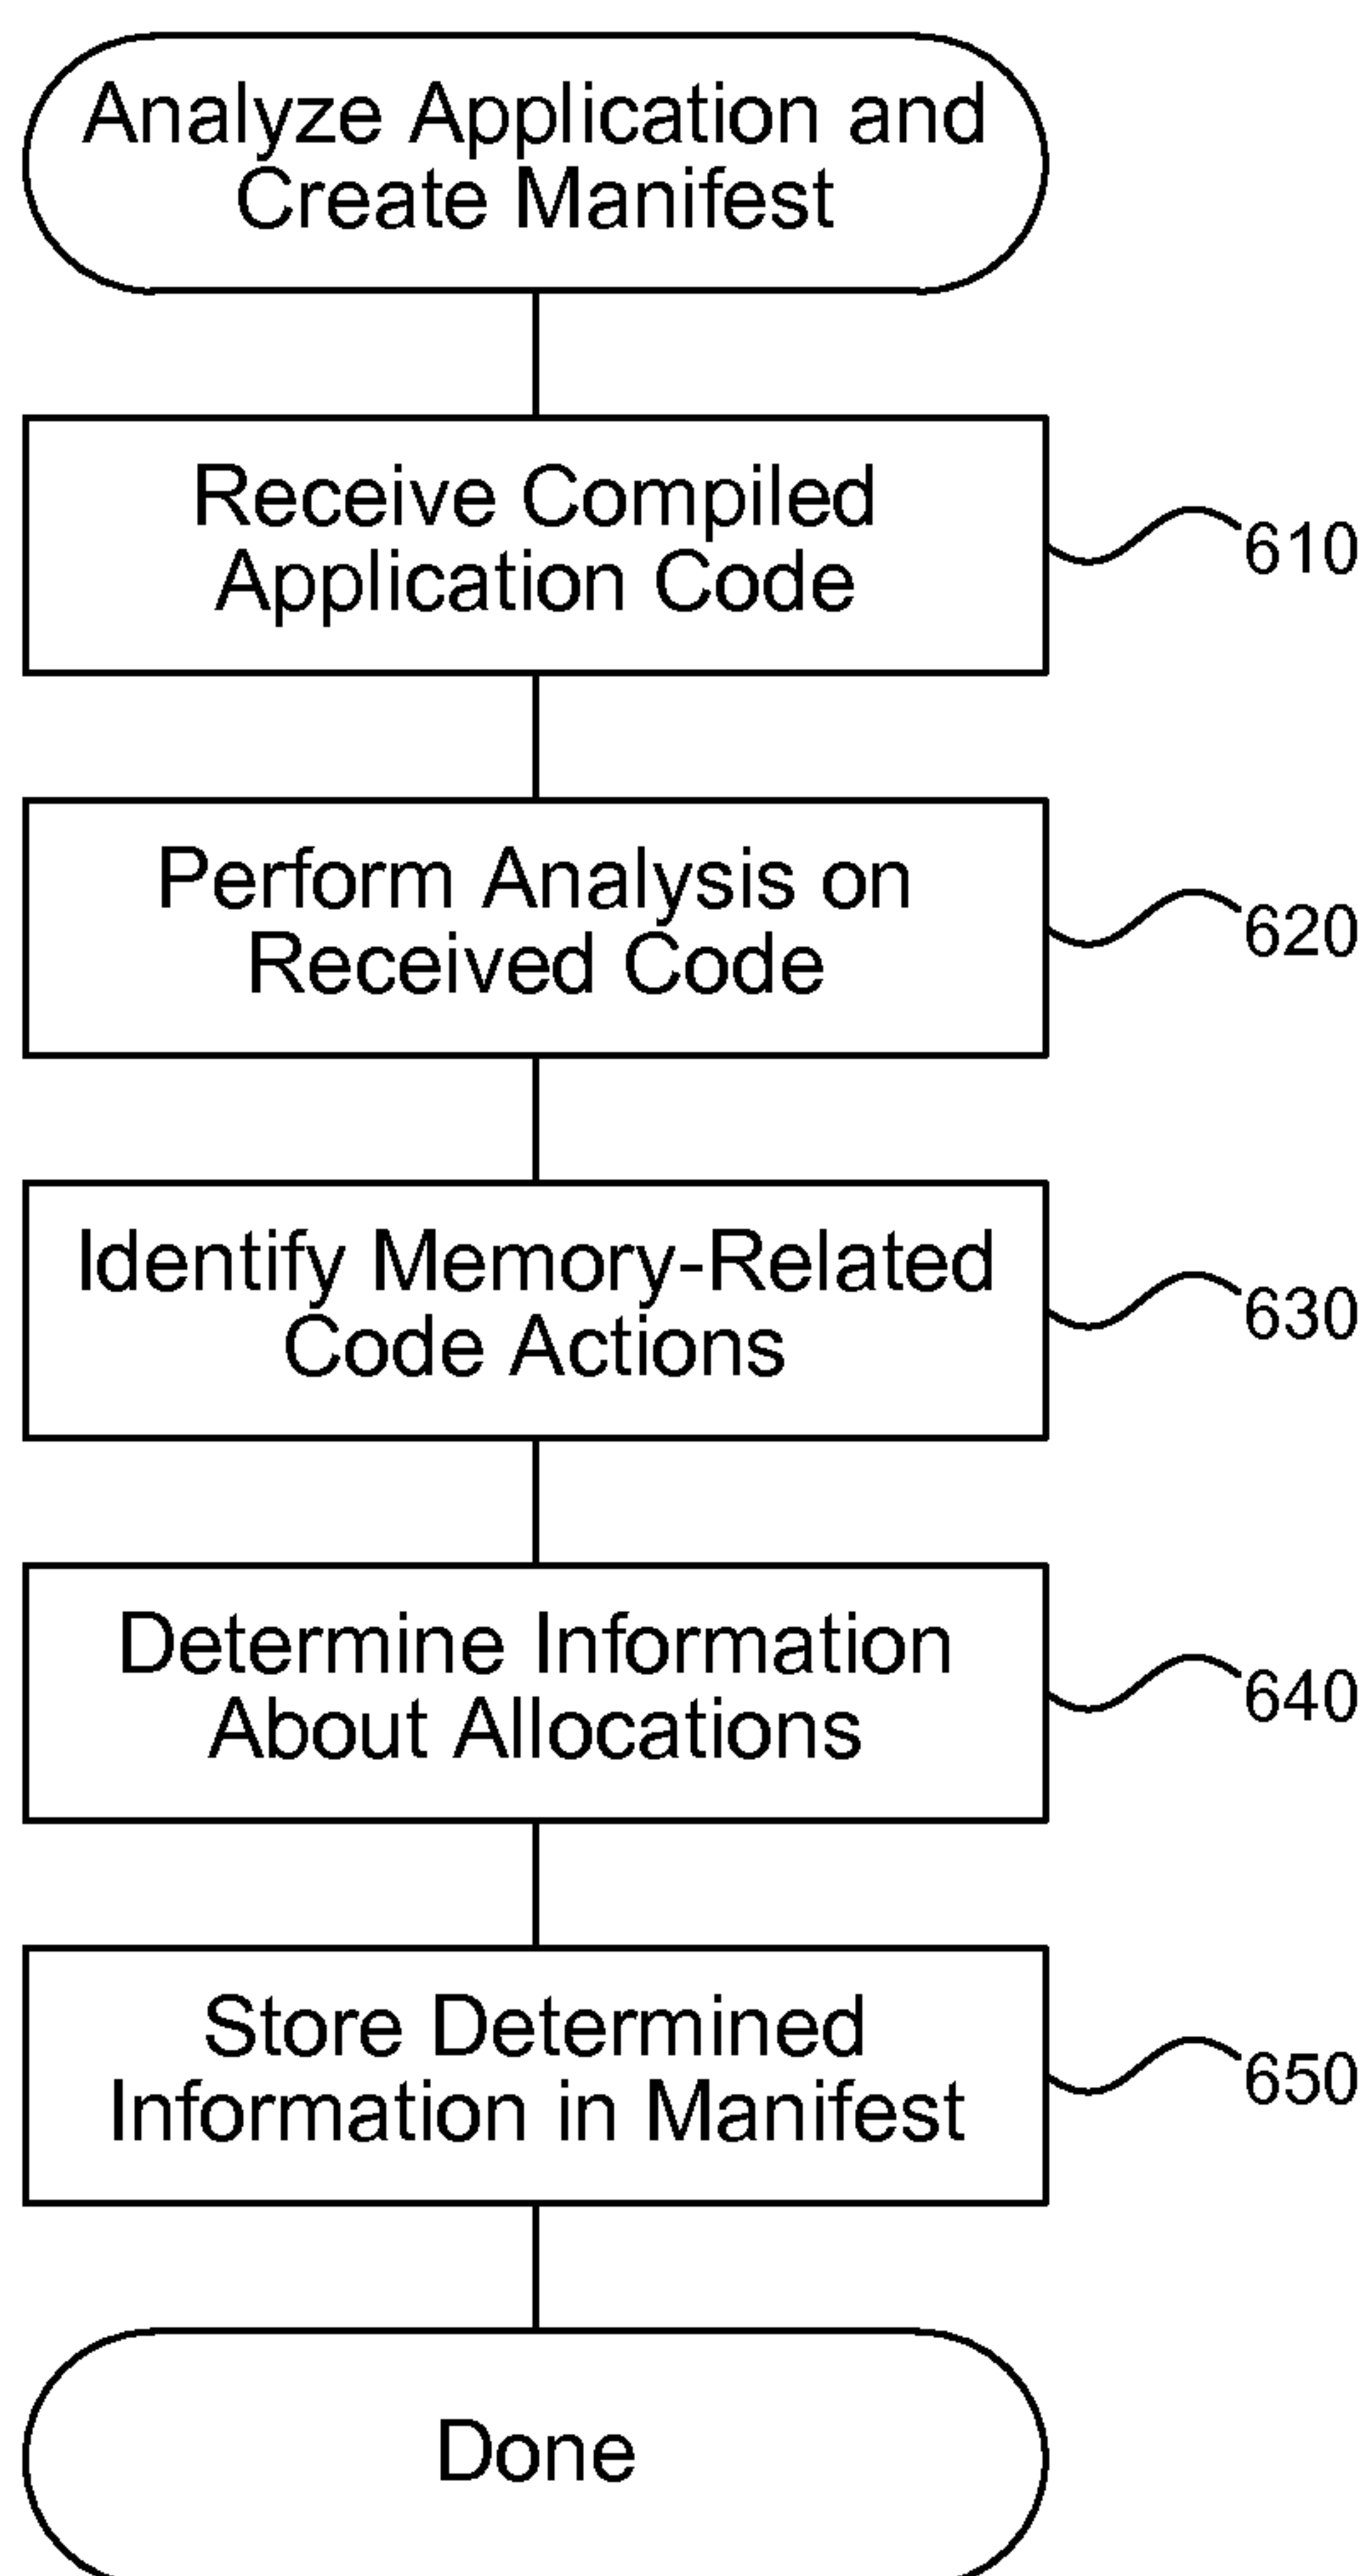 Analyze Application and
Create Manifest
Receive Compiled
Application Code
610
Perform Analysis on
Received Code
620
Identify Memory-Related
Code Actions
630
Determine Information
About Allocations
640
Store Determined
Information in Manifest
650
Done